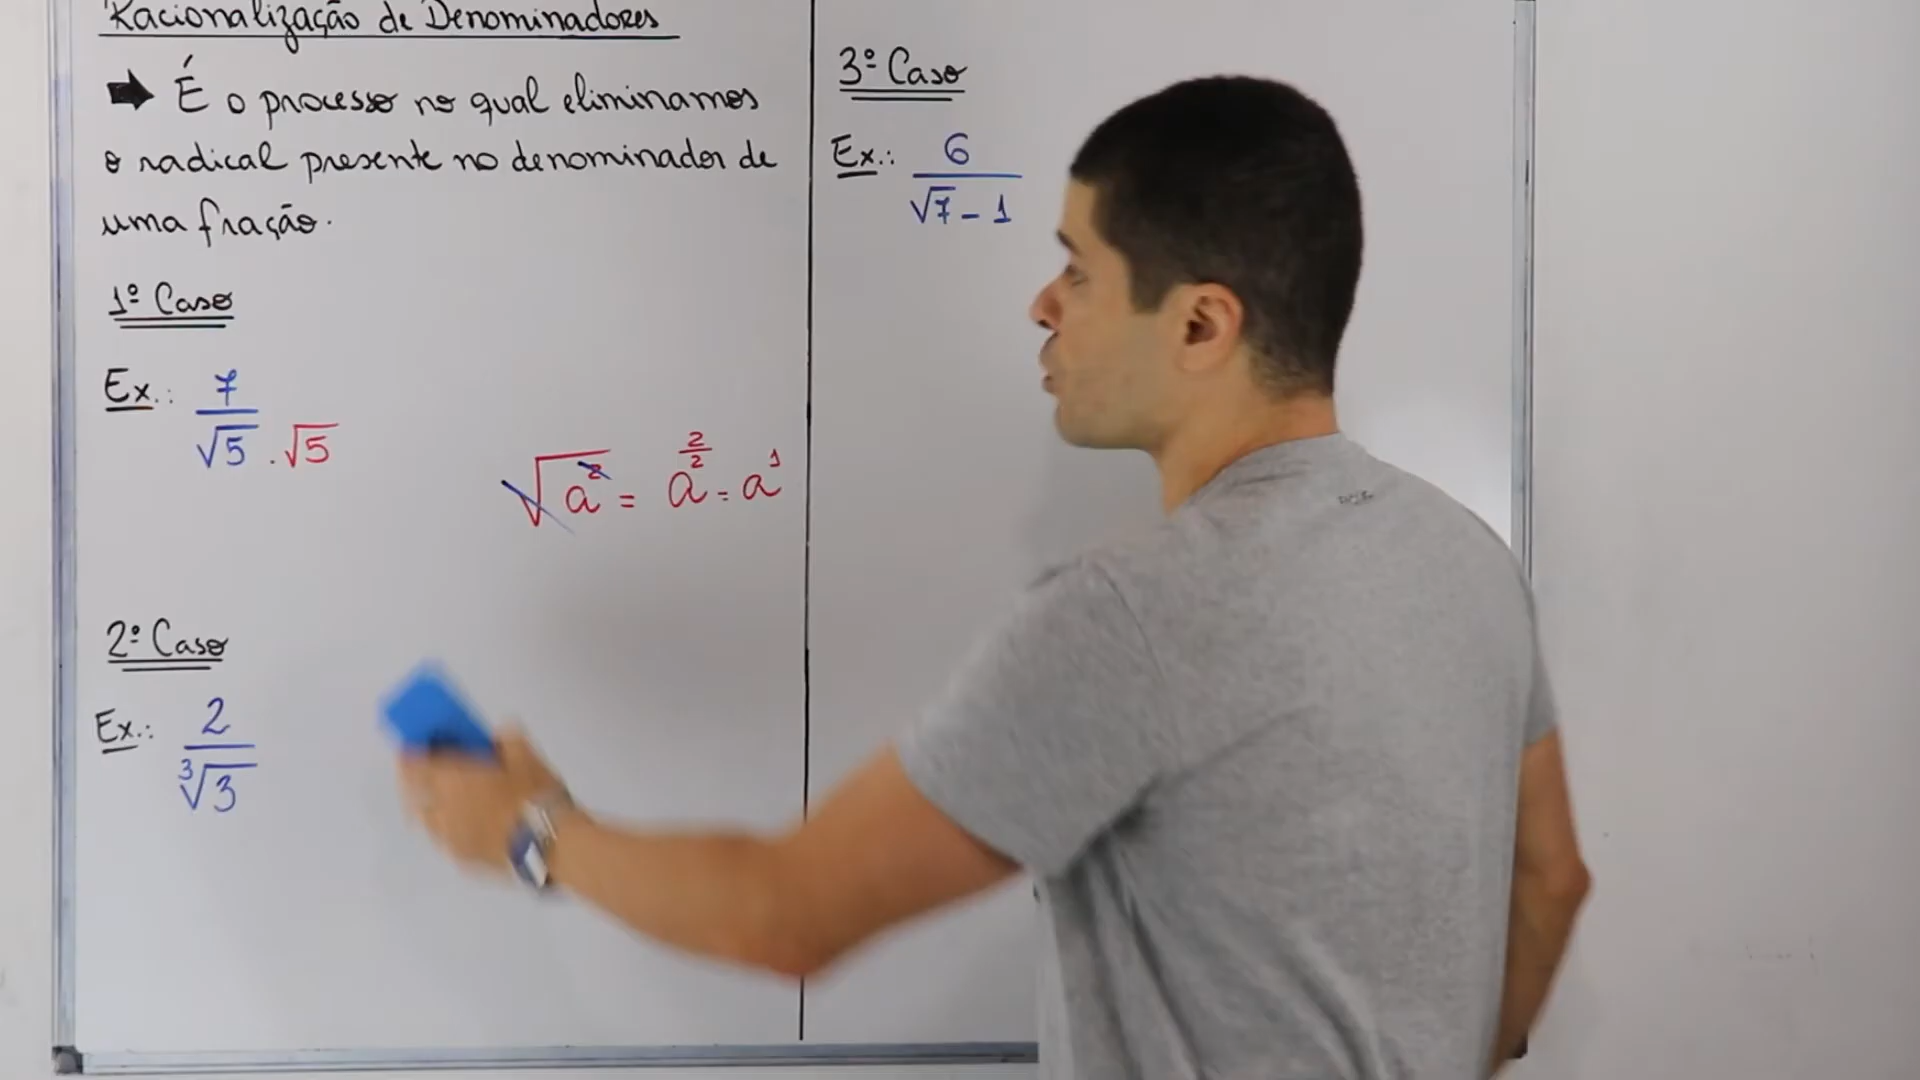 Racionalização de Denominadores
➡ É o processo no qual eliminamos
o radical presente no denominador de
uma fração.
1º Caso
Ex.: 7/√5 . √5
√a² = a^(2/2) = a¹
2º Caso
Ex.: 2/³√3
3º Caso
Ex.: 6/(√7 - 1)